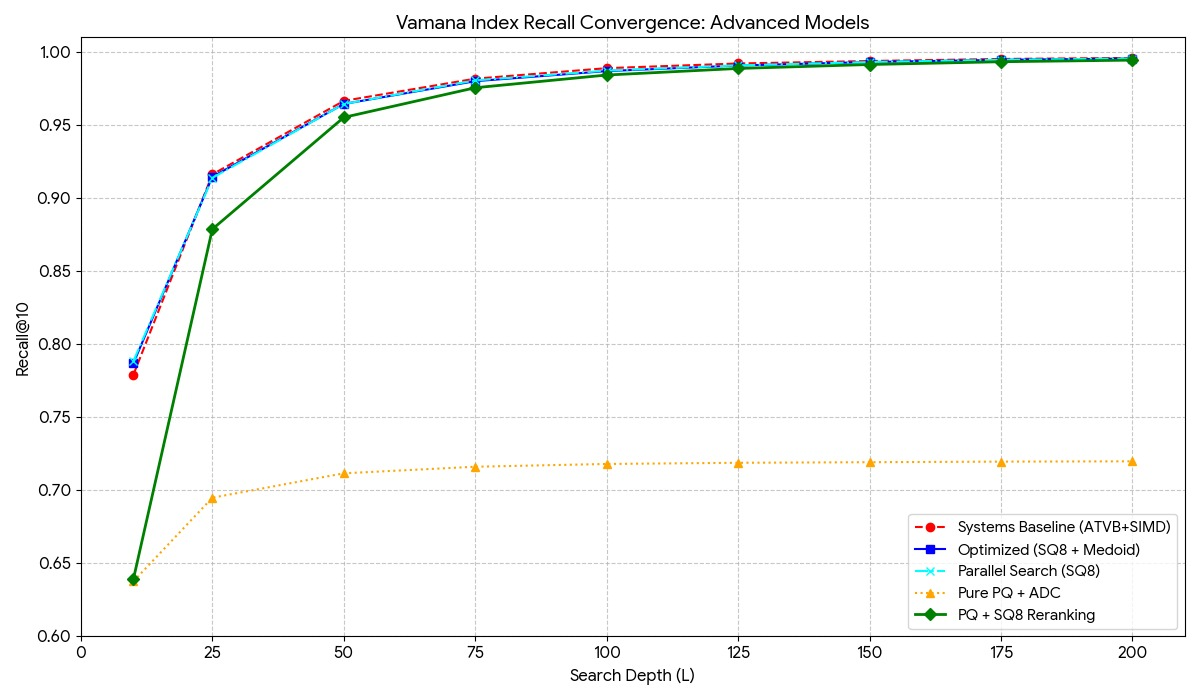 Vamana Index Recall Convergence: Advanced Models
Recall@10
1.00
0.95
0.90
0.85
0.80
0.75
0.70
0.65
0.60
0
25
50
75
100
125
150
175
200
Search Depth (L)
Systems Baseline (ATVB+SIMD)
Optimized (SQ8 + Medoid)
Parallel Search (SQ8)
Pure PQ + ADC
PQ + SQ8 Reranking